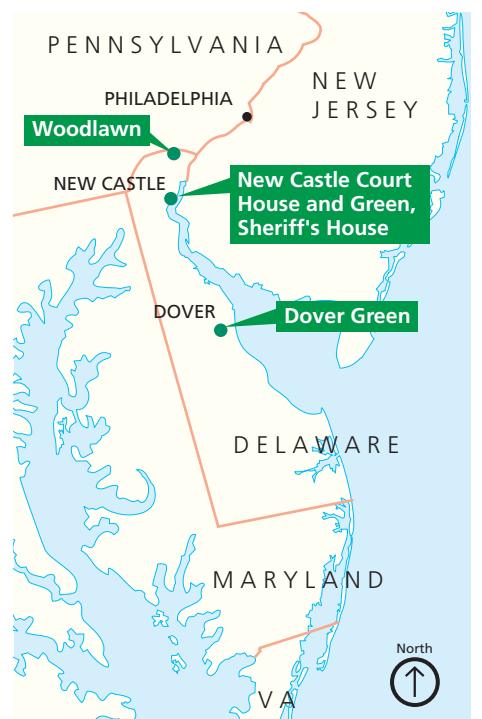 PENNSYLVANIA
NEW
JERSEY
PHILADELPHIA
Woodlawn
NEW CASTLE
New Castle Court
House and Green,
Sheriff's House
DOVER
Dover Green
DELAWARE
MARYLAND
North
VA